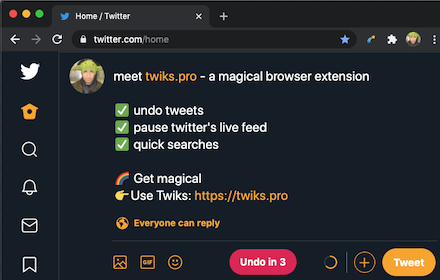 Home / Twitter
twitter.com/home
meet twiks.pro - a magical browser extension
✅ undo tweets
✅ pause twitter's live feed
✅ quick searches
🌈 Get magical
👉 Use Twiks: https://twiks.pro
Everyone can reply
GIF
Undo in 3
Tweet